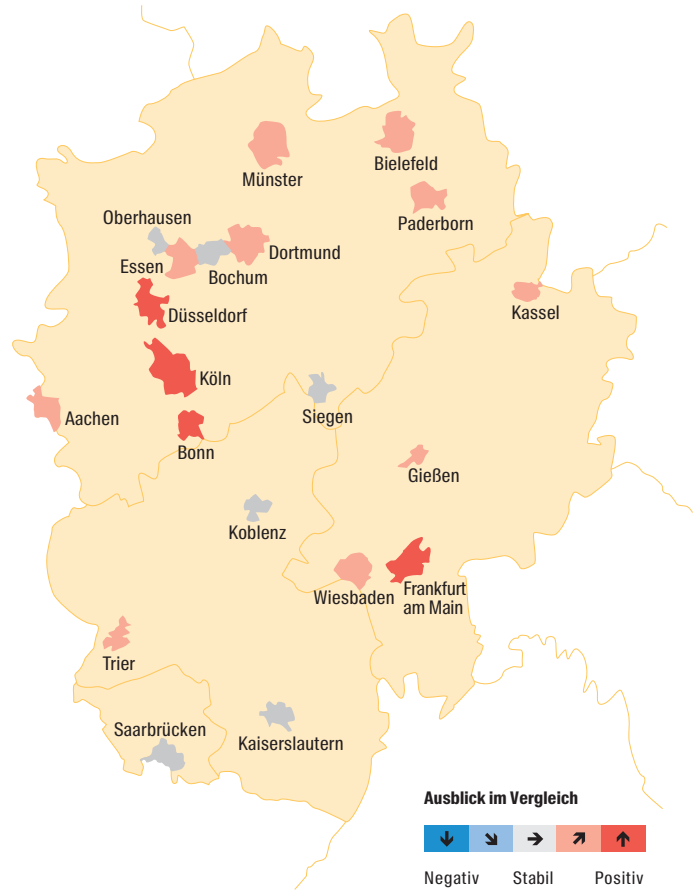 Münster
Bielefeld
Paderborn
Oberhausen
Essen
Bochum
Dortmund
Düsseldorf
Kassel
Köln
Aachen
Bonn
Siegen
Gießen
Koblenz
Wiesbaden
Frankfurt
am Main
Trier
Saarbrücken
Kaiserslautern
Ausblick im Vergleich
Negativ Stabil Positiv